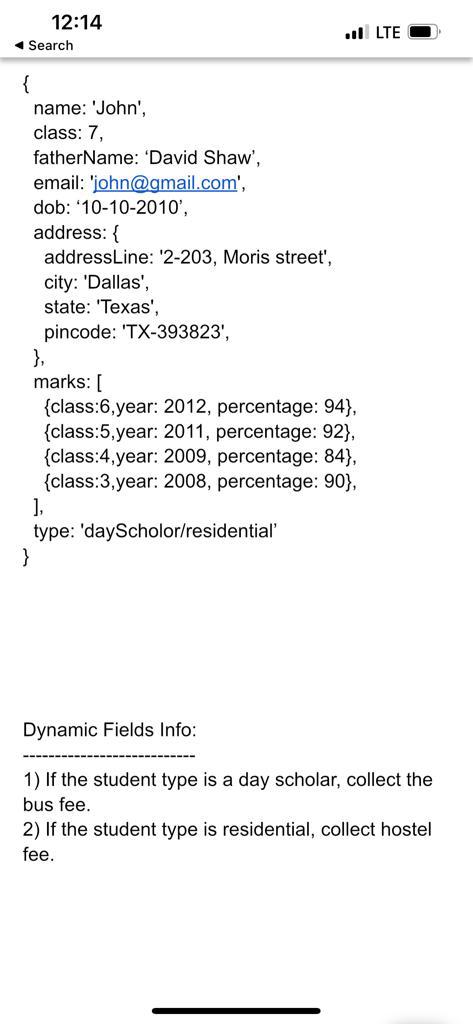 12:14
LTE
◀ Search
{
name: 'John',
class: 7,
fatherName: ‘David Shaw’,
email: 'john@gmail.com',
dob: ‘10-10-2010’,
address: {
addressLine: '2-203, Moris street',
city: 'Dallas',
state: 'Texas',
pincode: 'TX-393823',
},
marks: [
{class:6,year: 2012, percentage: 94},
{class:5,year: 2011, percentage: 92},
{class:4,year: 2009, percentage: 84},
{class:3,year: 2008, percentage: 90},
],
type: 'dayScholor/residential’
}
Dynamic Fields Info:
---------------------------
1) If the student type is a day scholar, collect the
bus fee.
2) If the student type is residential, collect hostel
fee.